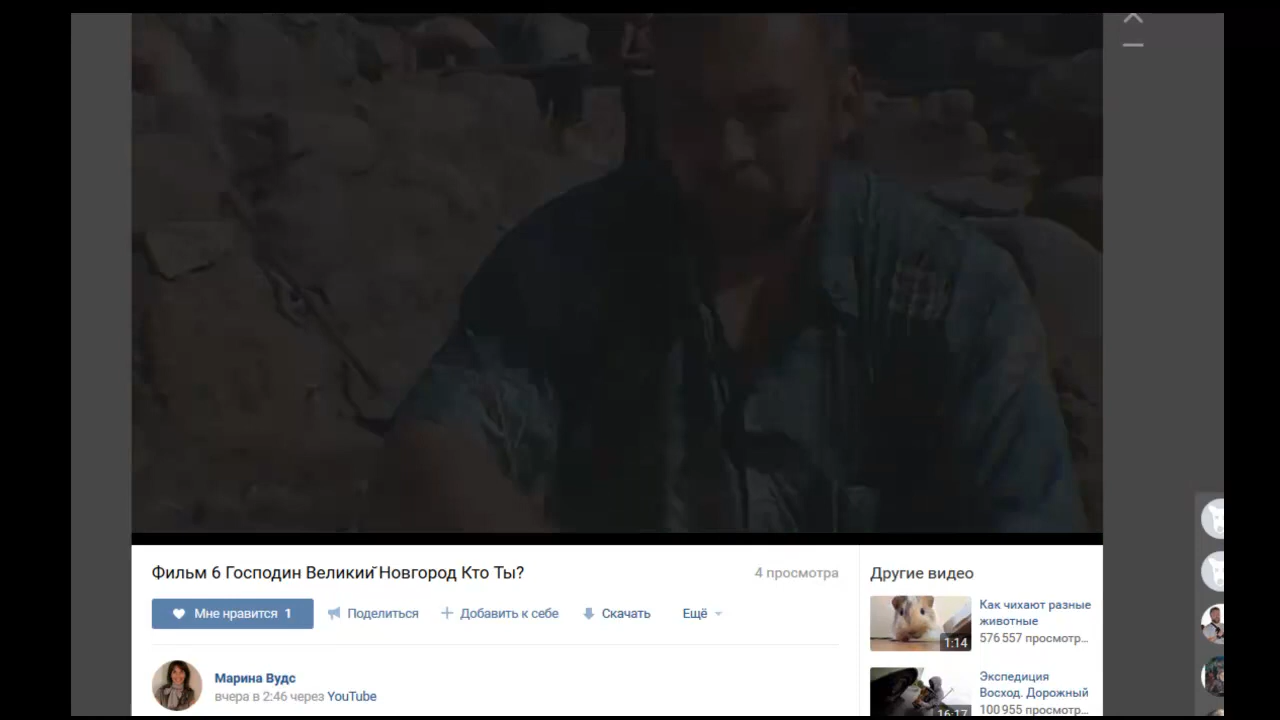 Фильм 6 Господин Великий Новгород Кто Ты?
4 просмотра
Мне нравится 1
Поделиться
Добавить к себе
Скачать
Ещё
Марина Вудс
вчера в 2:46 через YouTube
Другие видео
1:14
Как чихают разные
животные
576 557 просмотр...
16:17
Экспедиция
Восход. Дорожный
100 955 просмотр...